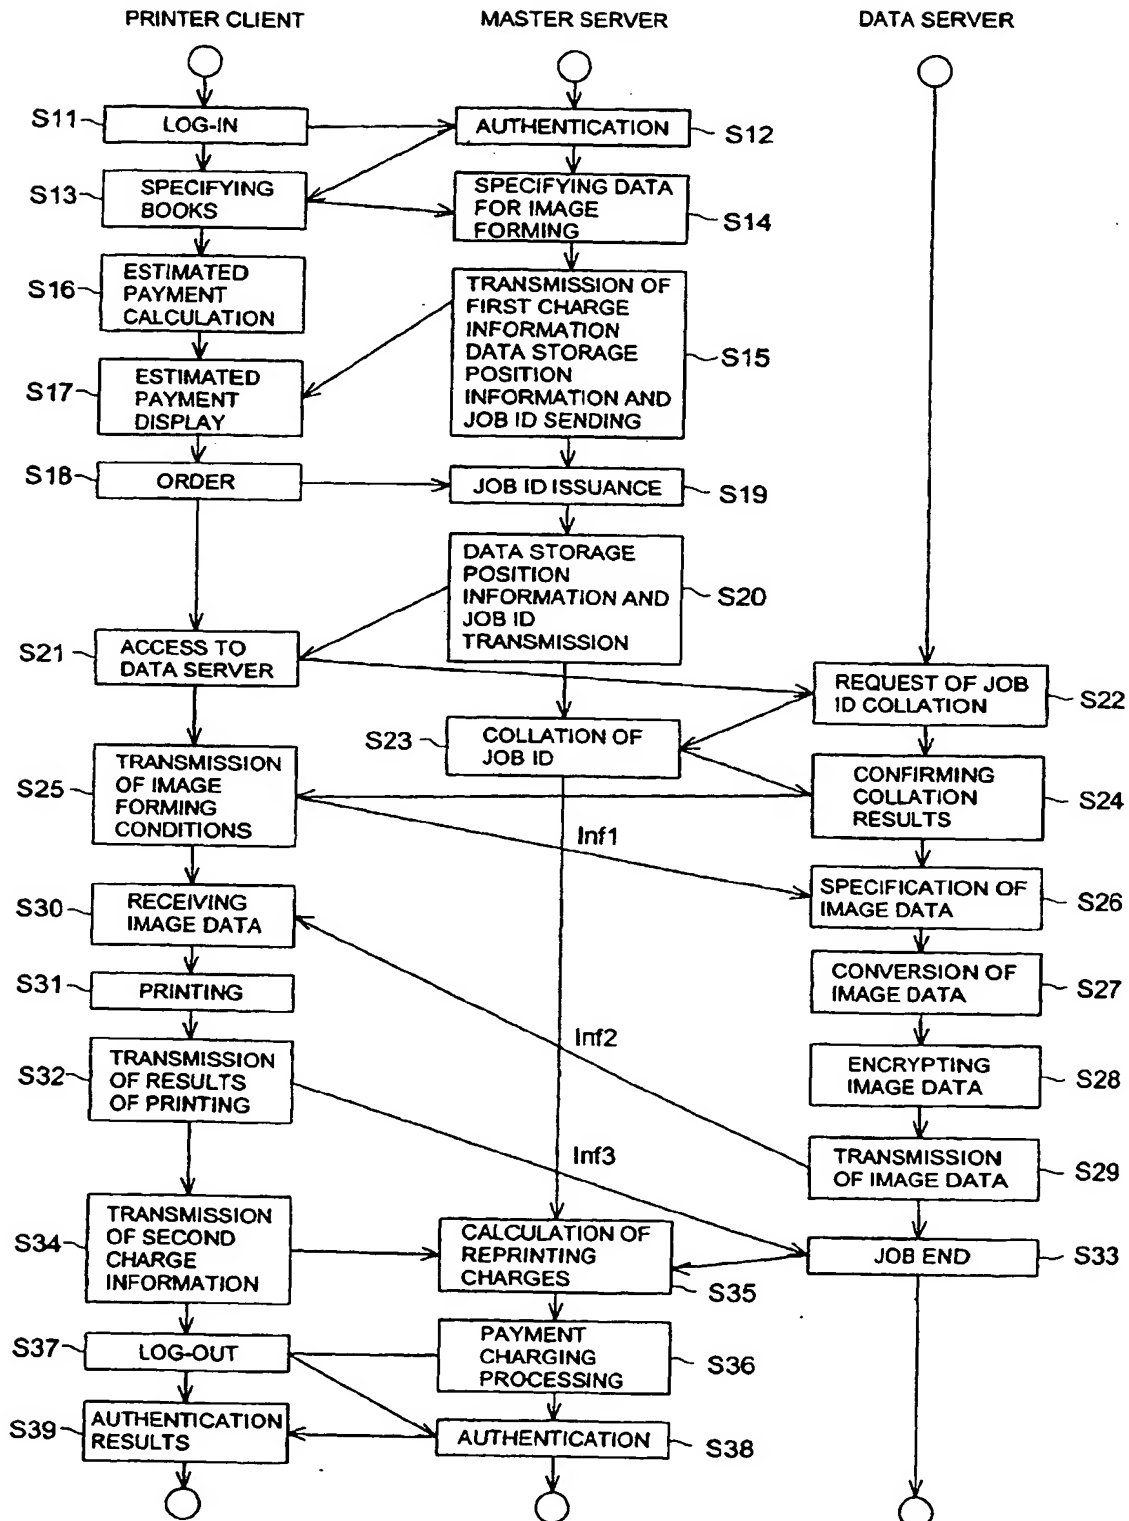 PRINTER CLIENT
MASTER SERVER
DATA SERVER
S11
LOG-IN
AUTHENTICATION
S12
S13
SPECIFYING
BOOKS
SPECIFYING DATA
FOR IMAGE
FORMING
S14
S16
ESTIMATED
PAYMENT
CALCULATION
TRANSMISSION OF
FIRST CHARGE
INFORMATION
DATA STORAGE
POSITION
INFORMATION AND
JOB ID SENDING
S15
S17
ESTIMATED
PAYMENT
DISPLAY
S18
ORDER
JOB ID ISSUANCE
S19
DATA STORAGE
POSITION
INFORMATION AND
JOB ID
TRANSMISSION
S20
S21
ACCESS TO
DATA SERVER
REQUEST OF JOB
ID COLLATION
S22
S23
COLLATION OF
JOB ID
S25
TRANSMISSION
OF IMAGE
FORMING
CONDITIONS
CONFIRMING
COLLATION
RESULTS
S24
Inf1
S30
RECEIVING
IMAGE DATA
SPECIFICATION OF
IMAGE DATA
S26
S31
PRINTING
CONVERSION OF
IMAGE DATA
S27
Inf2
S32
TRANSMISSION
OF RESULTS
OF PRINTING
ENCRYPTING
IMAGE DATA
S28
Inf3
TRANSMISSION
OF IMAGE DATA
S29
S34
TRANSMISSION
OF SECOND
CHARGE
INFORMATION
CALCULATION OF
REPRINTING
CHARGES
S35
JOB END
S33
S37
LOG-OUT
PAYMENT
CHARGING
PROCESSING
S36
S39
AUTHENTICATION
RESULTS
AUTHENTICATION
S38